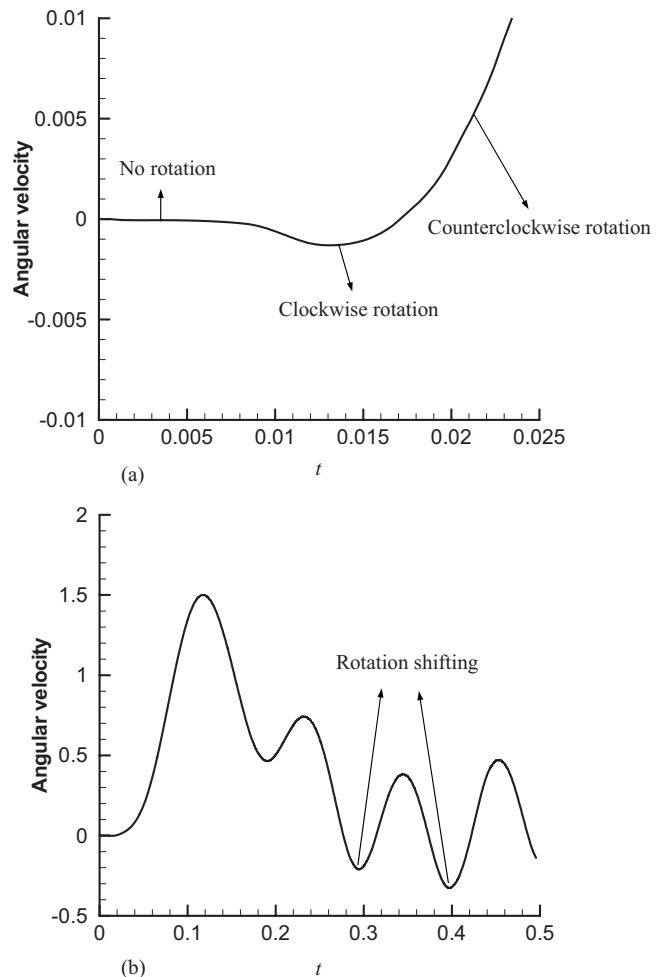 0.01
0.005
0
-0.005
-0.01
Angular velocity
No rotation
Counterclockwise rotation
Clockwise rotation
0 0.005 0.01 0.015 0.02 0.025
(a) t
2
1.5
1
0.5
0
-0.5
Angular velocity
Rotation shifting
0 0.1 0.2 0.3 0.4 0.5
(b) t